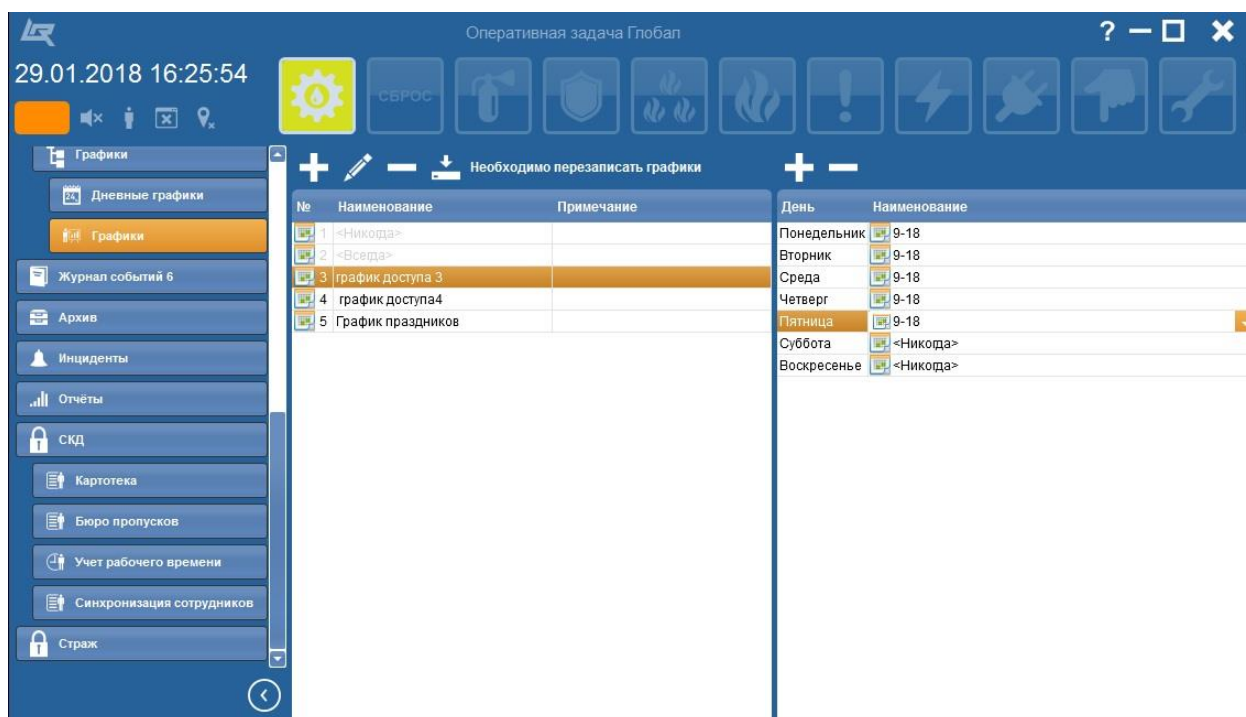 Оперативная задача Глобал
?
29.01.2018 16:25:54
СБРОС
Графики
24
Дневные графики
Графики
Журнал событий 6
Архив
Инциденты
Отчёты
СКД
Картотека
Бюро пропусков
Учет рабочего времени
Синхронизация сотрудников
Страж
Необходимо перезаписать графики
№ Наименование Примечание
1 <Никогда>
2 <Всегда>
3 график доступа 3
4 график доступа4
5 График праздников
День Наименование
Понедельник 9-18
Вторник 9-18
Среда 9-18
Четверг 9-18
Пятница 9-18
Суббота <Никогда>
Воскресенье <Никогда>